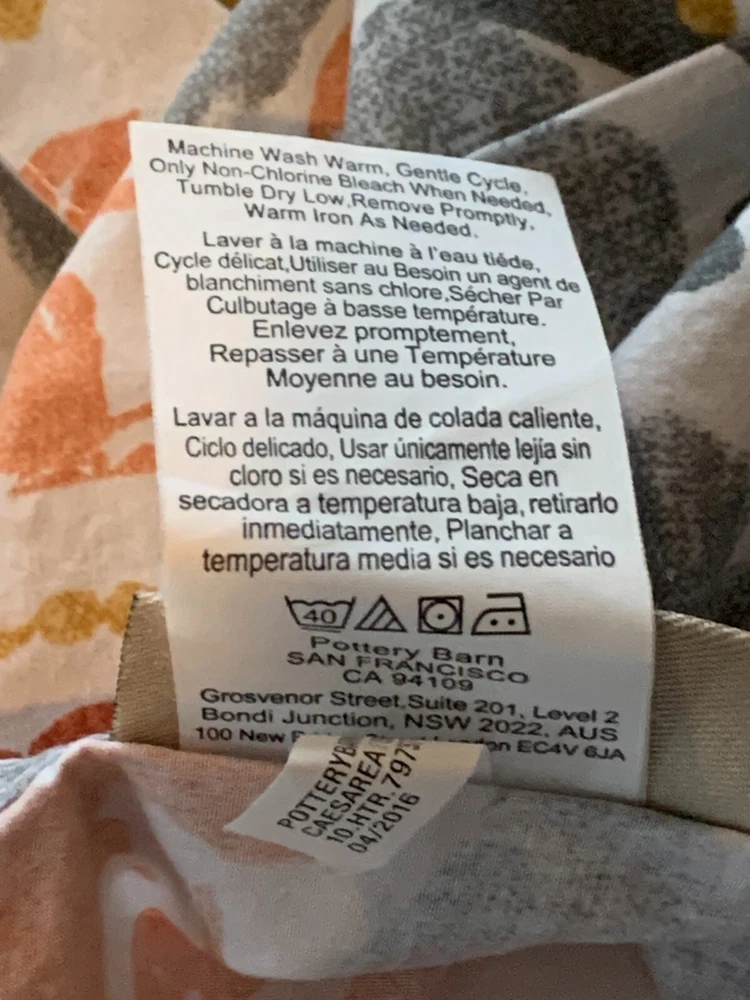 Machine Wash Warm, Gentle Cycle,
Only Non-Chlorine Bleach When Needed,
Tumble Dry Low,Remove Promptly,
Warm Iron As Needed.
Laver à la machine à l'eau tiéde,
Cycle délicat,Utiliser au Besoin un agent de
blanchiment sans chlore,Sécher Par
Culbutage à basse température.
Enlevez promptement,
Repasser à une Température
Moyenne au besoin.
Lavar a la máquina de colada caliente,
Ciclo delicado, Usar únicamente lejía sin
cloro si es necesario, Seca en
secadora a temperatura baja, retirarlo
inmediatamente, Planchar a
temperatura media si es necesario
40
Pottery Barn
SAN FRANCISCO
CA 94109
Grosvenor Street,Suite 201, Level 2
Bondi Junction, NSW 2022, AUS
100 New EC4V 6JA
POTTERYB
CAESAREA
10.HTR.797
04/2016